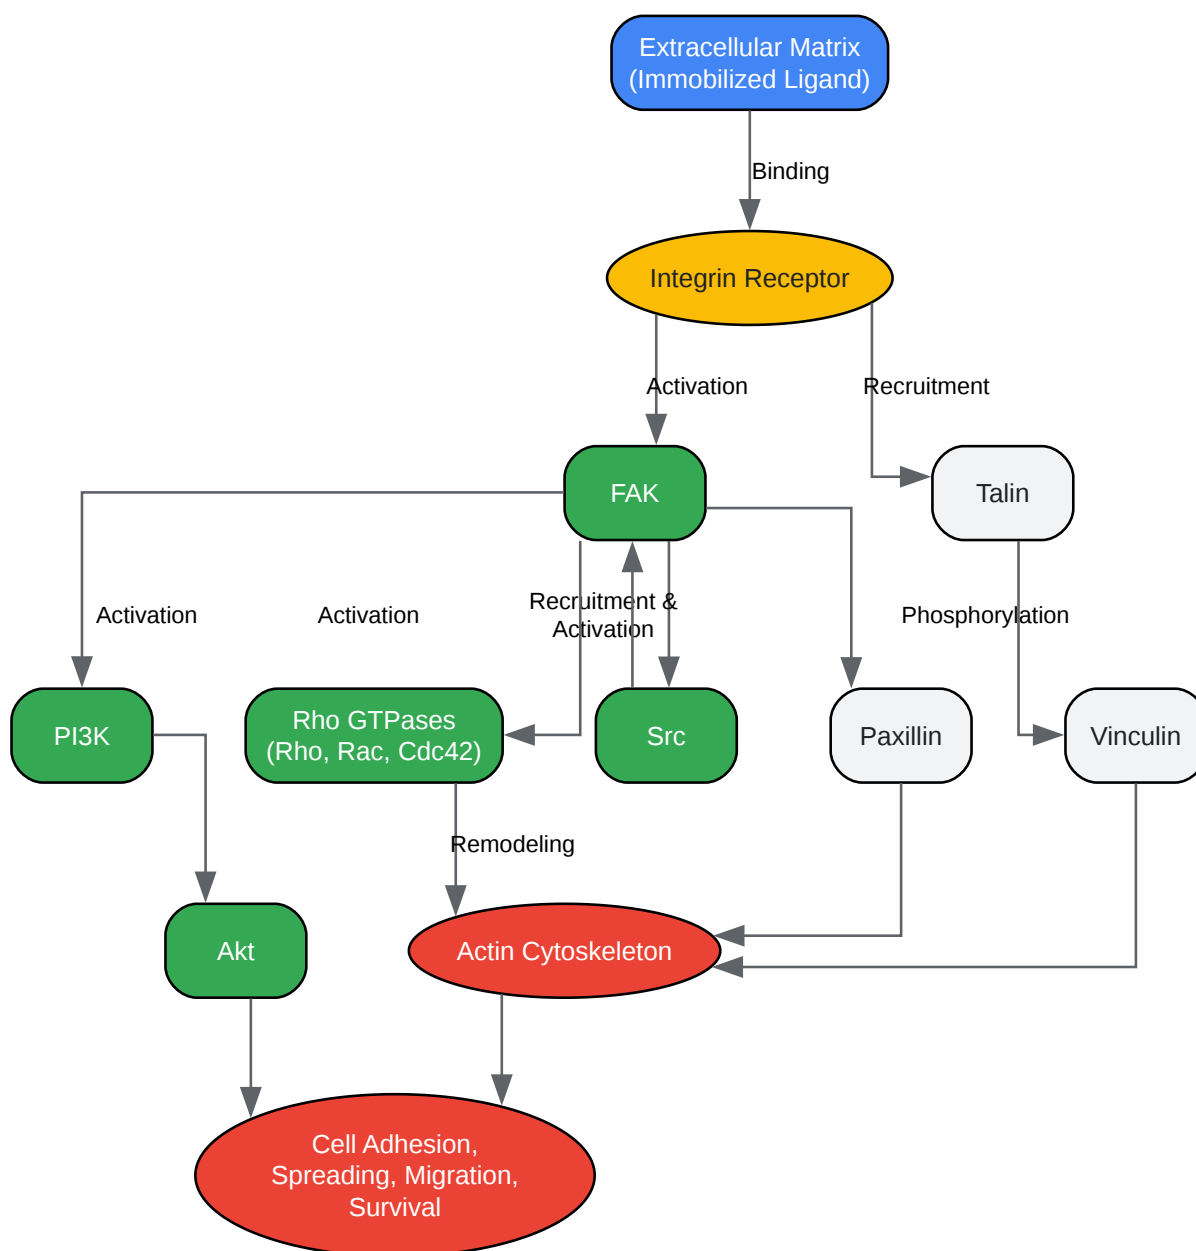 Extracellular Matrix
(Immobilized Ligand)
Binding
Integrin Receptor
Activation
Recruitment
FAK
Talin
Activation
Activation
Recruitment &
Activation
Phosphorylation
PI3K
Rho GTPases
(Rho, Rac, Cdc42)
Src
Paxillin
Vinculin
Remodeling
Akt
Actin Cytoskeleton
Cell Adhesion,
Spreading, Migration,
Survival